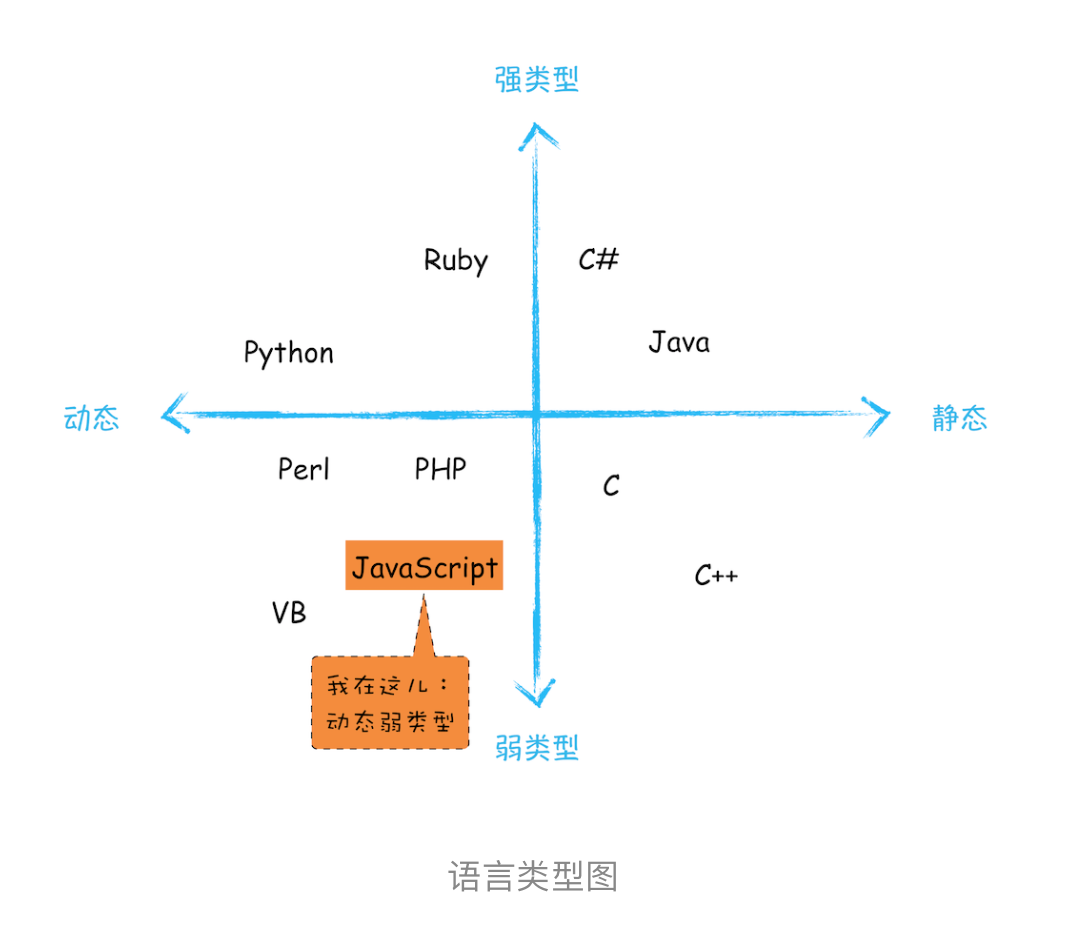 强类型
Ruby
C#
Python
Java
动态
静态
Perl
PHP
C
JavaScript
C++
VB
我在这儿：
动态弱类型
弱类型
语言类型图